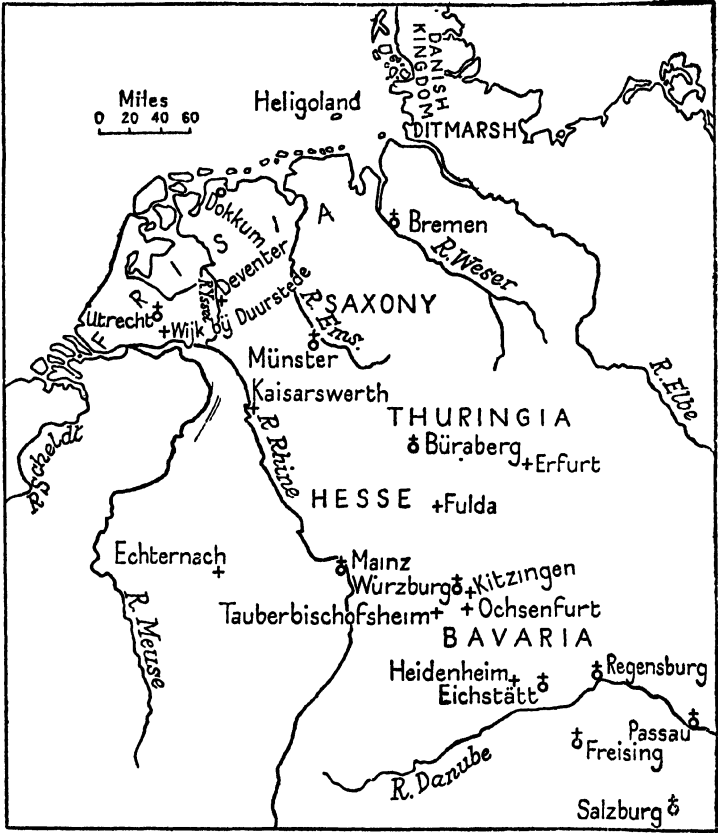 DANISH
KINGDOM
Miles
0 20 40 60
Heligoland
DITMARSH
Dokkum
FRISIA
Bremen
R. Weser
Deventer
R. Yssel
Utrecht
Wijk bÿ Duurstede
R. Ems.
SAXONY
Münster
Kaisarswerth
R. Elbe
R. Scheldt
R Rhine
THURINGIA
Büraberg
Erfurt
HESSE
Fulda
Echternach
Mainz
Würzburg
Kitzingen
Tauberbischofsheim
Ochsenfurt
R. Meuse
BAVARIA
Heidenheim
Regensburg
Eichstätt
Passau
Freising
R. Danube
Salzburg